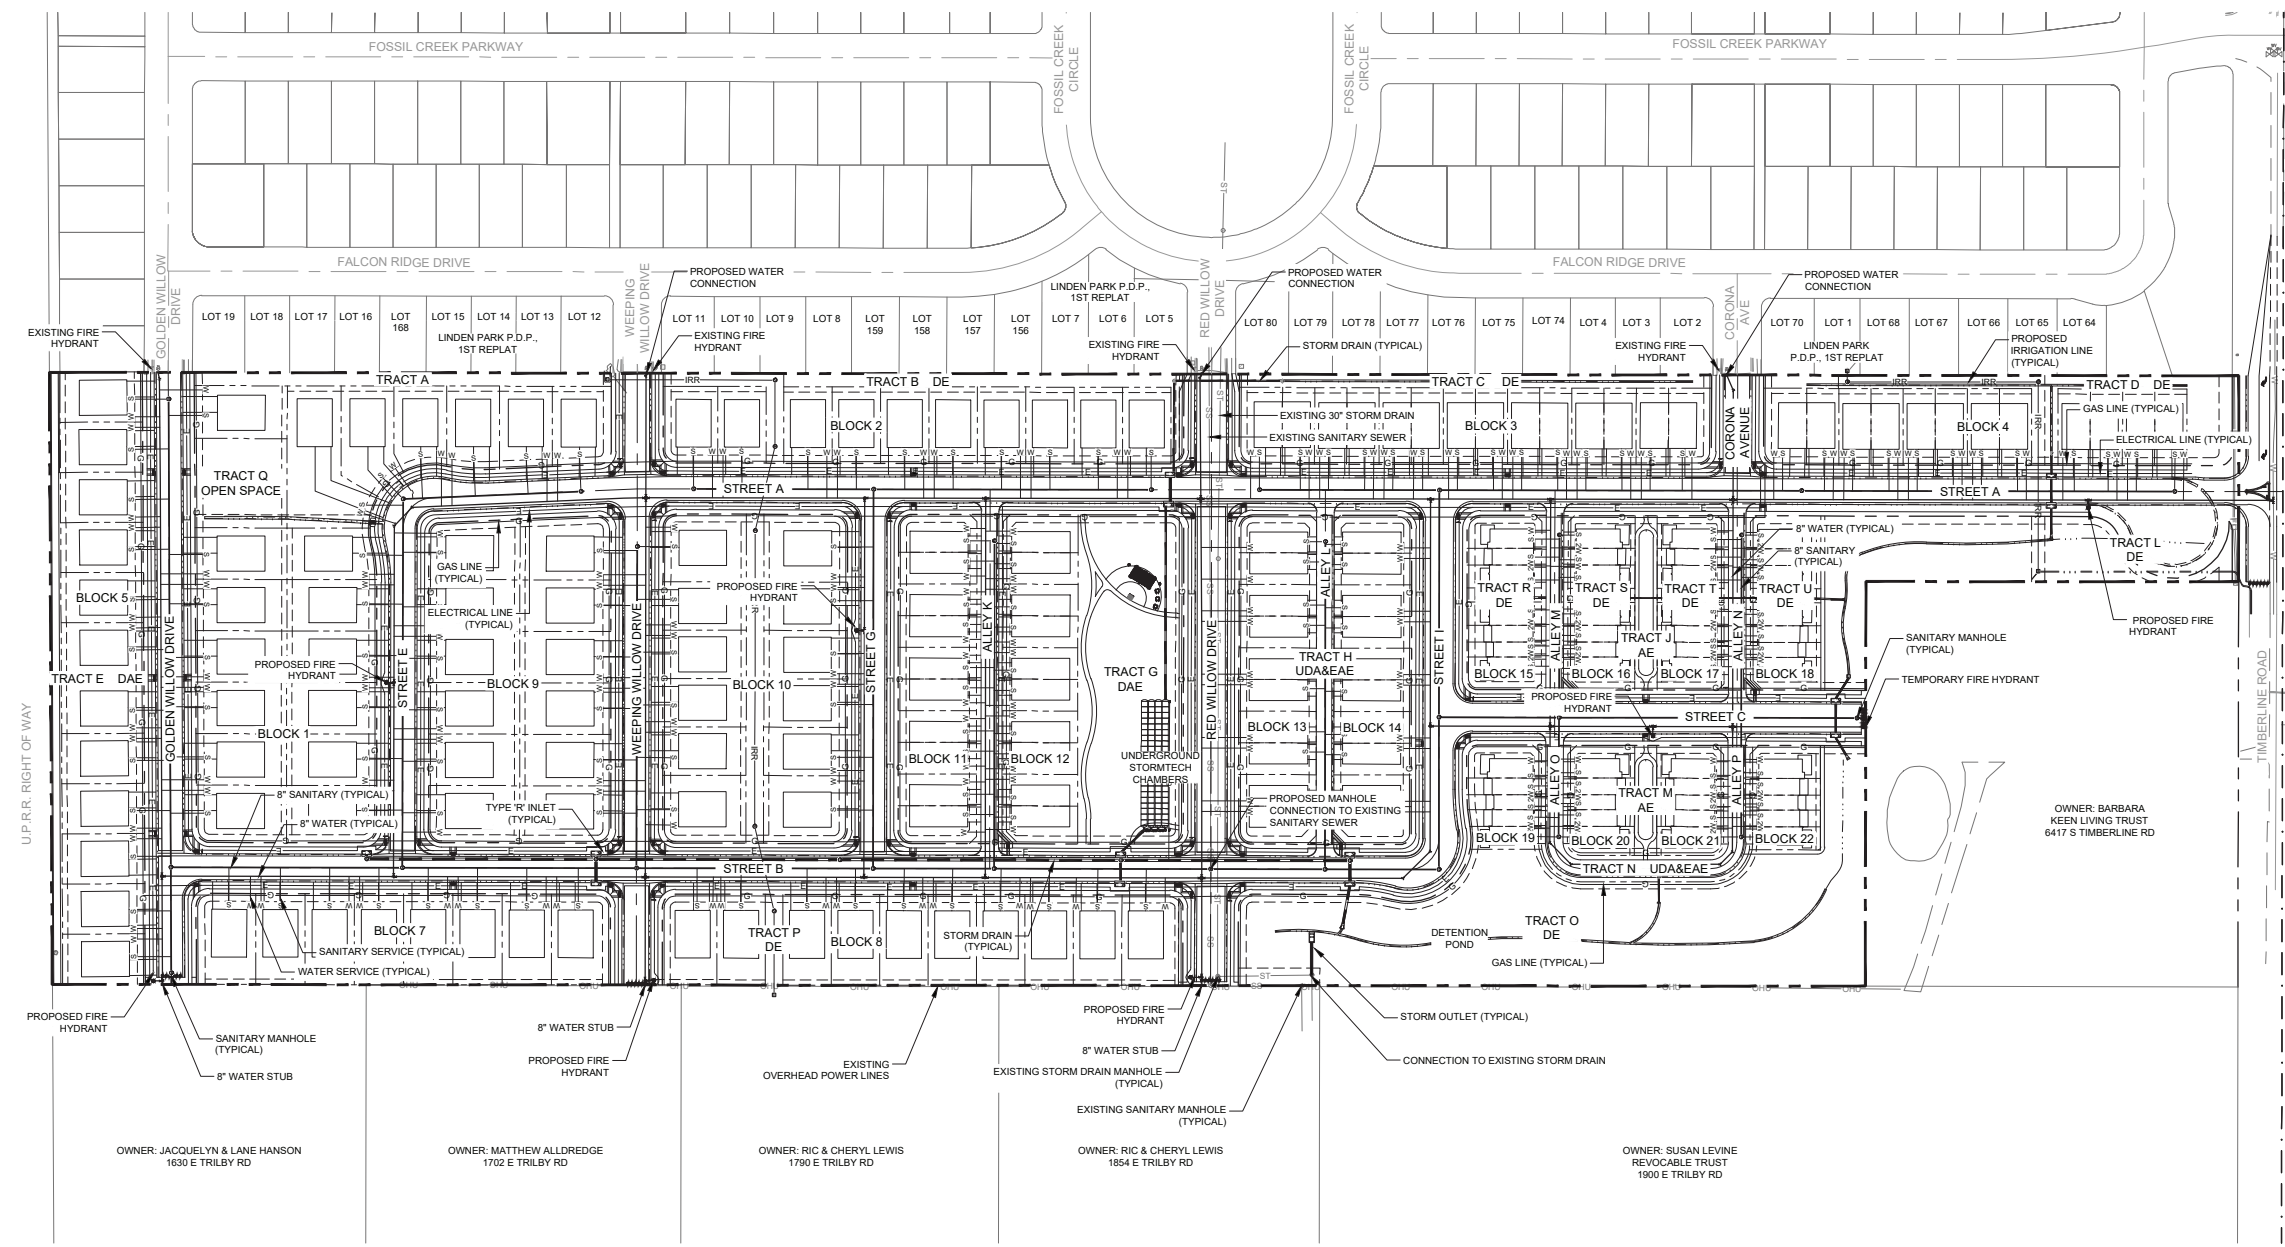 FOSSIL CREEK PARKWAY
FOSSIL CREEK
CIRCLE
FOSSIL CREEK
CIRCLE
FOSSIL CREEK PARKWAY
FALCON RIDGE DRIVE
FALCON RIDGE DRIVE
GOLDEN WILLOW
DRIVE
WEEPING
WILLOW DRIVE
RED WILLOW
DRIVE
CORONA
AVE
PROPOSED WATER
CONNECTION
PROPOSED WATER
CONNECTION
PROPOSED WATER
CONNECTION
LINDEN PARK P.D.P.,
1ST REPLAT
EXISTING FIRE
HYDRANT
LOT 19
LOT 18
LOT 17
LOT 16
LOT
168
LOT 15
LOT 14
LOT 13
LOT 12
LINDEN PARK P.D.P.,
1ST REPLAT
LOT 11
LOT 10
LOT 9
LOT 8
LOT
159
LOT
158
LOT
157
LOT
156
LOT 7
LOT 6
LOT 5
EXISTING FIRE
HYDRANT
EXISTING FIRE
HYDRANT
LOT 80
LOT 79
LOT 78
LOT 77
LOT 76
LOT 75
LOT 74
LOT 4
LOT 3
LOT 2
STORM DRAIN (TYPICAL)
EXISTING FIRE
HYDRANT
LOT 70
LOT 1
LOT 68
LOT 67
LOT 66
LOT 65
LOT 64
LINDEN PARK
P.D.P., 1ST REPLAT
PROPOSED
IRRIGATION LINE
(TYPICAL)
TRACT A
IRR
TRACT B DE
TRACT C DE
IRR
IRR
TRACT D DE
GAS LINE (TYPICAL)
ELECTRICAL LINE (TYPICAL)
BLOCK 2
EXISTING 30" STORM DRAIN
EXISTING SANITARY SEWER
BLOCK 3
CORONA
AVENUE
BLOCK 4
IRR
TRACT Q
OPEN SPACE
STREET A
STREET A
GAS LINE
(TYPICAL)
ELECTRICAL LINE
(TYPICAL)
PROPOSED FIRE
HYDRANT
8" WATER (TYPICAL)
8" SANITARY
(TYPICAL)
TRACT L
DE
BLOCK 5
TRACT R
DE
TRACT S
DE
TRACT T
DE
TRACT U
DE
PROPOSED FIRE
HYDRANT
GOLDEN WILLOW DRIVE
STREET E
WEEPING WILLOW DRIVE
STREET G
ALLEY K
RED WILLOW DRIVE
ALLEY L
STREET I
ALLEY M
ALLEY N
TRACT J
AE
SANITARY MANHOLE
(TYPICAL)
PROPOSED FIRE
HYDRANT
TRACT E DAE
BLOCK 9
BLOCK 10
TRACT G
DAE
TRACT H
UDA&EAE
BLOCK 15
BLOCK 16
BLOCK 17
BLOCK 18
TEMPORARY FIRE HYDRANT
PROPOSED FIRE
HYDRANT
STREET C
TIMBERLINE ROAD
U.P.R.R. RIGHT OF WAY
BLOCK 1
IRR
BLOCK 11
BLOCK 12
BLOCK 13
BLOCK 14
UNDERGROUND
STORMTECH
CHAMBERS
ALLEY O
ALLEY P
TRACT M
AE
8" SANITARY (TYPICAL)
8" WATER (TYPICAL)
TYPE 'R' INLET
(TYPICAL)
PROPOSED MANHOLE
CONNECTION TO EXISTING
SANITARY SEWER
BLOCK 19
BLOCK 20
BLOCK 21
BLOCK 22
OWNER: BARBARA
KEEN LIVING TRUST
6417 S TIMBERLINE RD
STREET B
TRACT N UDA&EAE
BLOCK 7
SANITARY SERVICE (TYPICAL)
WATER SERVICE (TYPICAL)
TRACT P
DE
BLOCK 8
STORM DRAIN
(TYPICAL)
DETENTION
POND
TRACT O
DE
GAS LINE (TYPICAL)
ST
PROPOSED FIRE
HYDRANT
SANITARY MANHOLE
(TYPICAL)
8" WATER STUB
8" WATER STUB
PROPOSED FIRE
HYDRANT
EXISTING
OVERHEAD POWER LINES
PROPOSED FIRE
HYDRANT
8" WATER STUB
EXISTING STORM DRAIN MANHOLE
(TYPICAL)
EXISTING SANITARY MANHOLE
(TYPICAL)
STORM OUTLET (TYPICAL)
CONNECTION TO EXISTING STORM DRAIN
OWNER: JACQUELYN & LANE HANSON
1630 E TRILBY RD
OWNER: MATTHEW ALLDREDGE
1702 E TRILBY RD
OWNER: RIC & CHERYL LEWIS
1790 E TRILBY RD
OWNER: RIC & CHERYL LEWIS
1854 E TRILBY RD
OWNER: SUSAN LEVINE
REVOCABLE TRUST
1900 E TRILBY RD